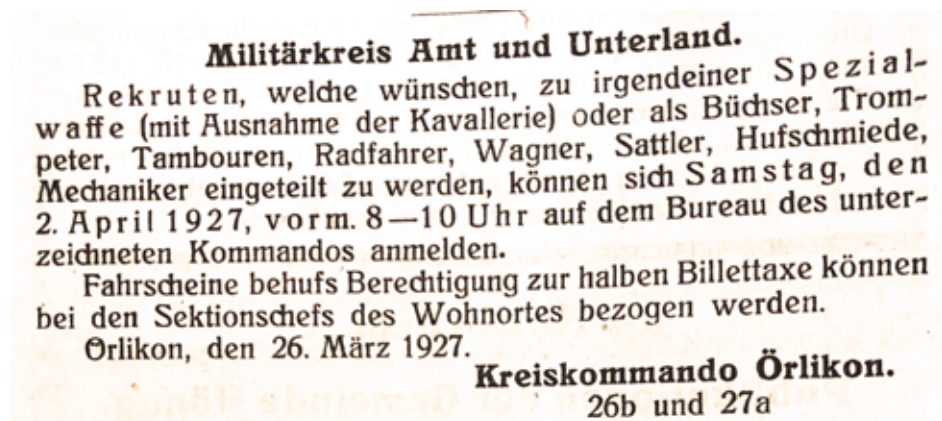 Militärkreis Amt und Unterland.
Rekruten, welche wünschen, zu irgendeiner Spezial-
waffe (mit Ausnahme der Kavallerie) oder als Büchser, Trom-
peter, Tambouren, Radfahrer, Wagner, Sattler, Hufschmiede,
Mechaniker eingeteilt zu werden, können sich Samstag, den
2. April 1927, vorm. 8—10 Uhr auf dem Bureau des unter-
zeichneten Kommandos anmelden.
Fahrscheine behufs Berechtigung zur halben Billettaxe können
bei den Sektionschefs des Wohnortes bezogen werden.
Örlikon, den 26. März 1927.
Kreiskommando Örlikon.
26b und 27a